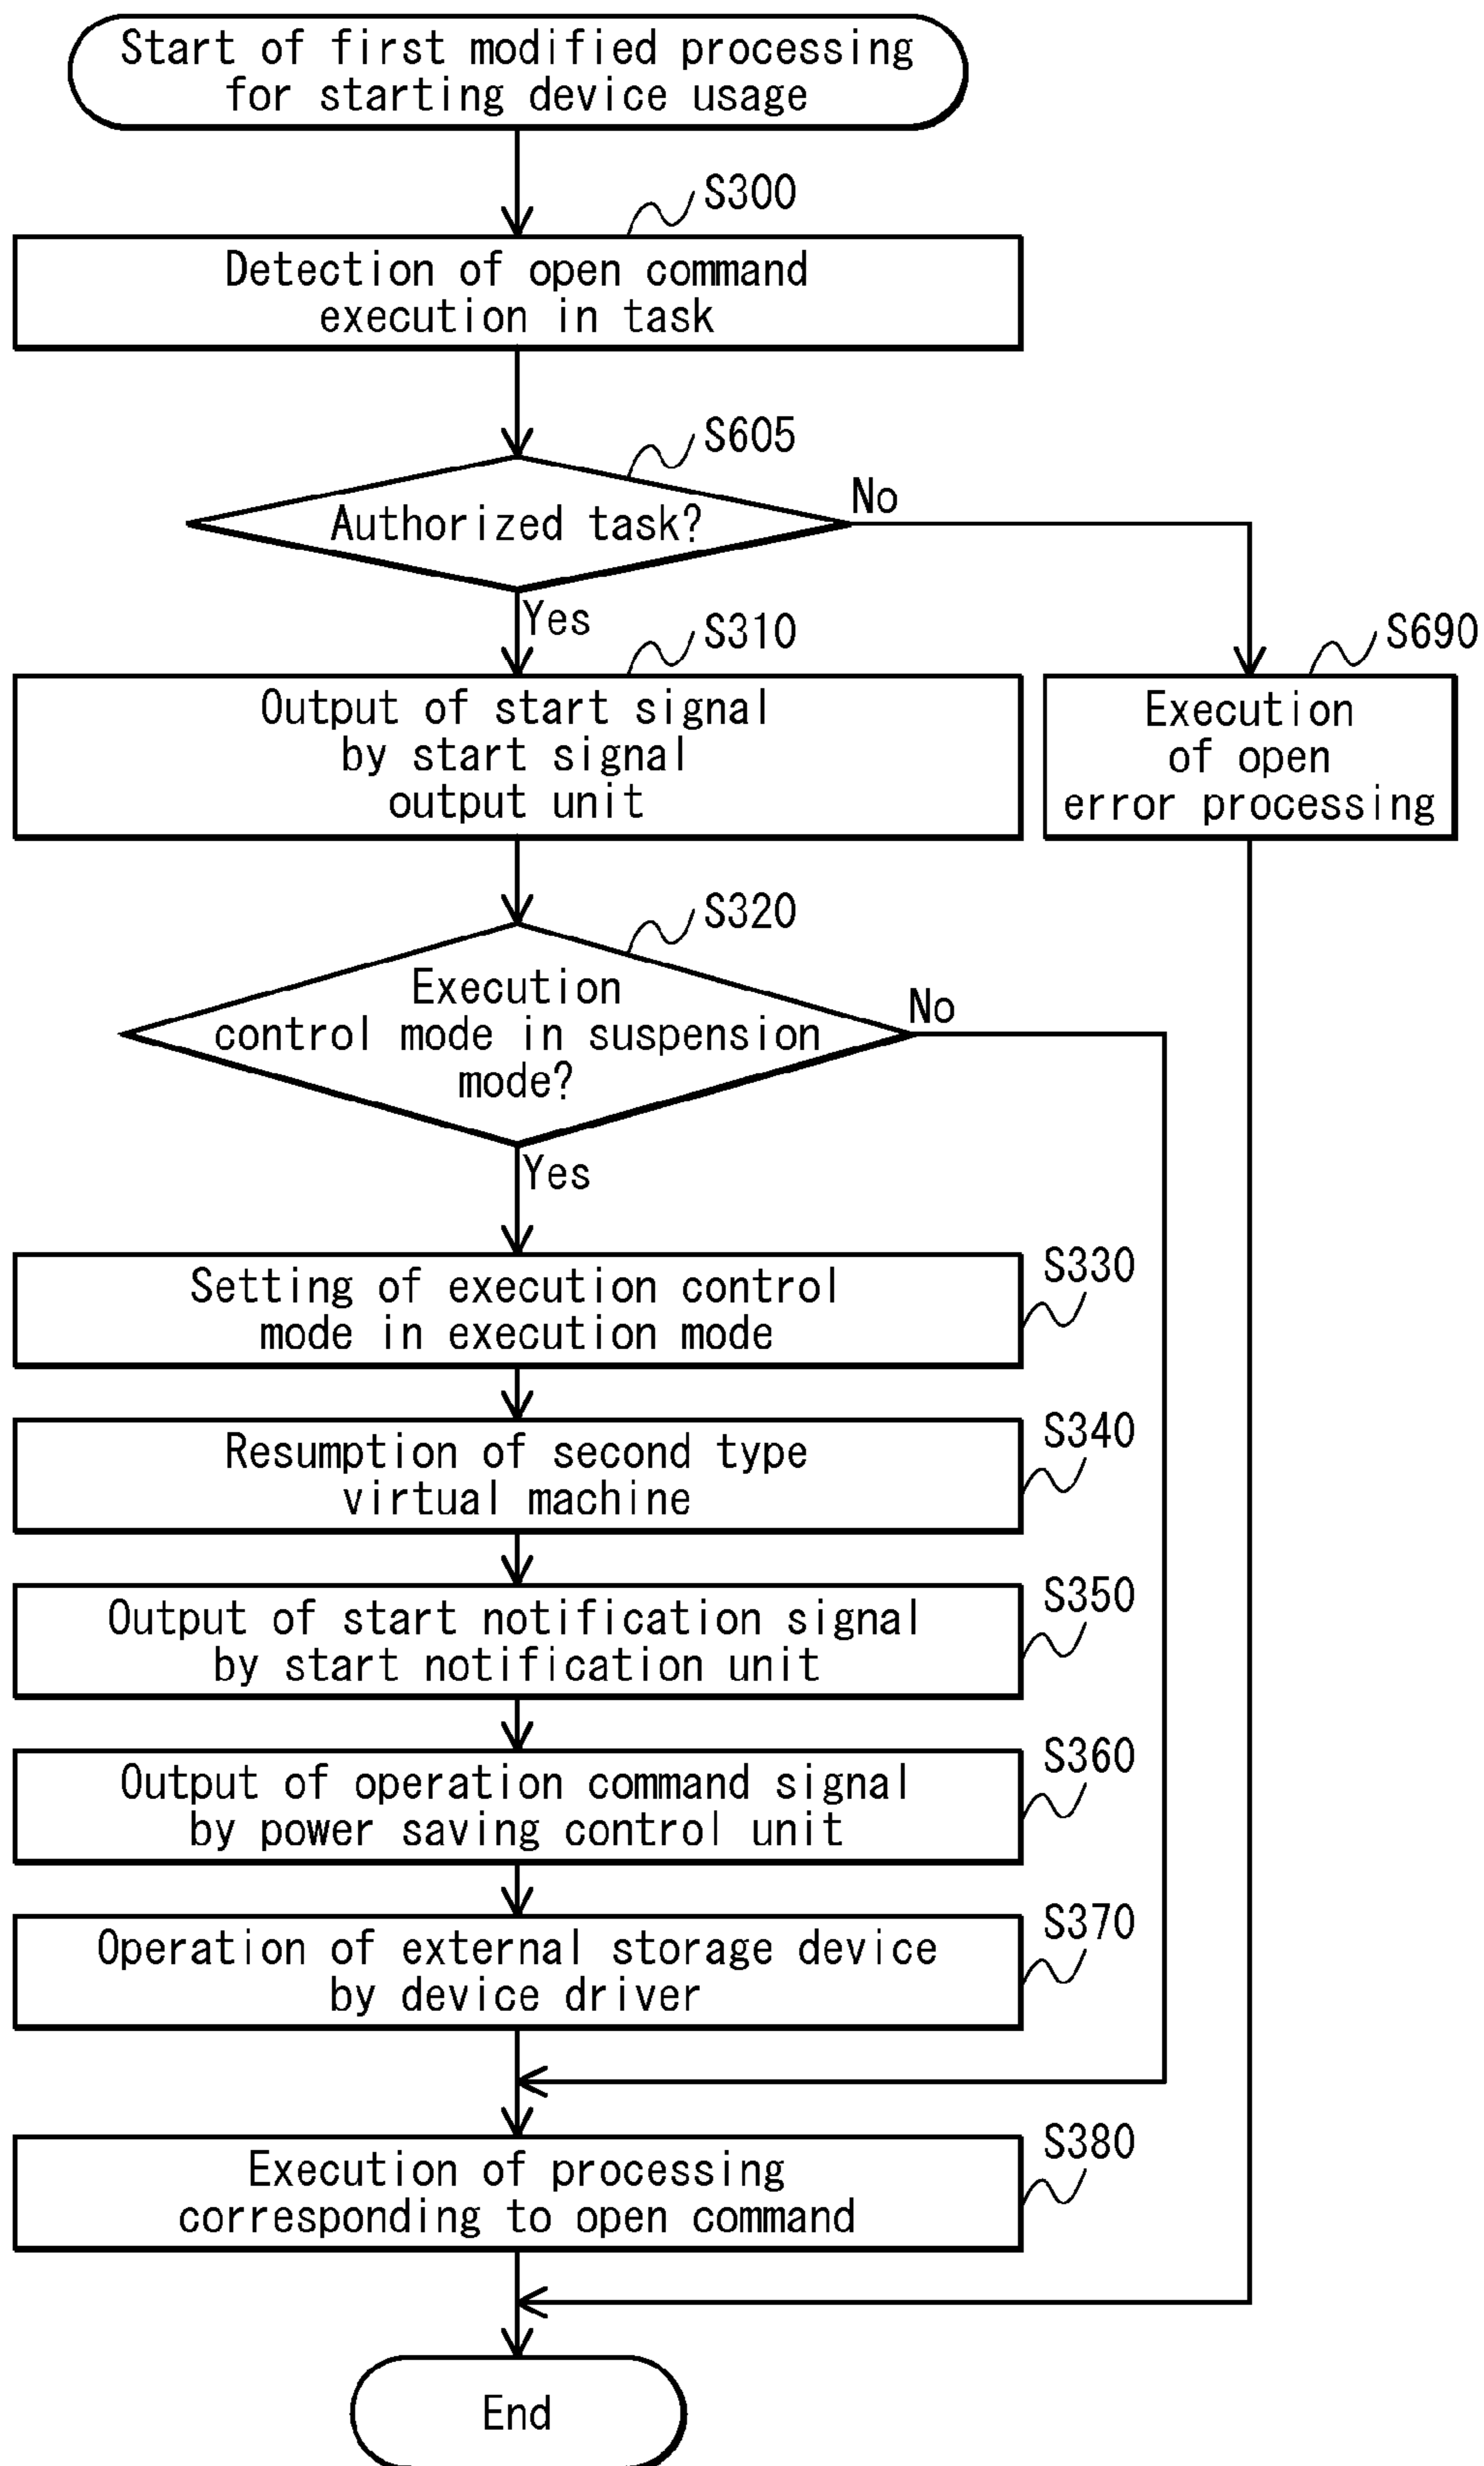 Start of first modified processing
for starting device usage
S300
Detection of open command
execution in task
S605
Authorized task?
No
Yes
S310
Output of start signal
by start signal
output unit
S690
Execution
of open
error processing
S320
Execution
control mode in suspension
mode?
No
Yes
S330
Setting of execution control
mode in execution mode
S340
Resumption of second type
virtual machine
S350
Output of start notification signal
by start notification unit
S360
Output of operation command signal
by power saving control unit
S370
Operation of external storage device
by device driver
S380
Execution of processing
corresponding to open command
End